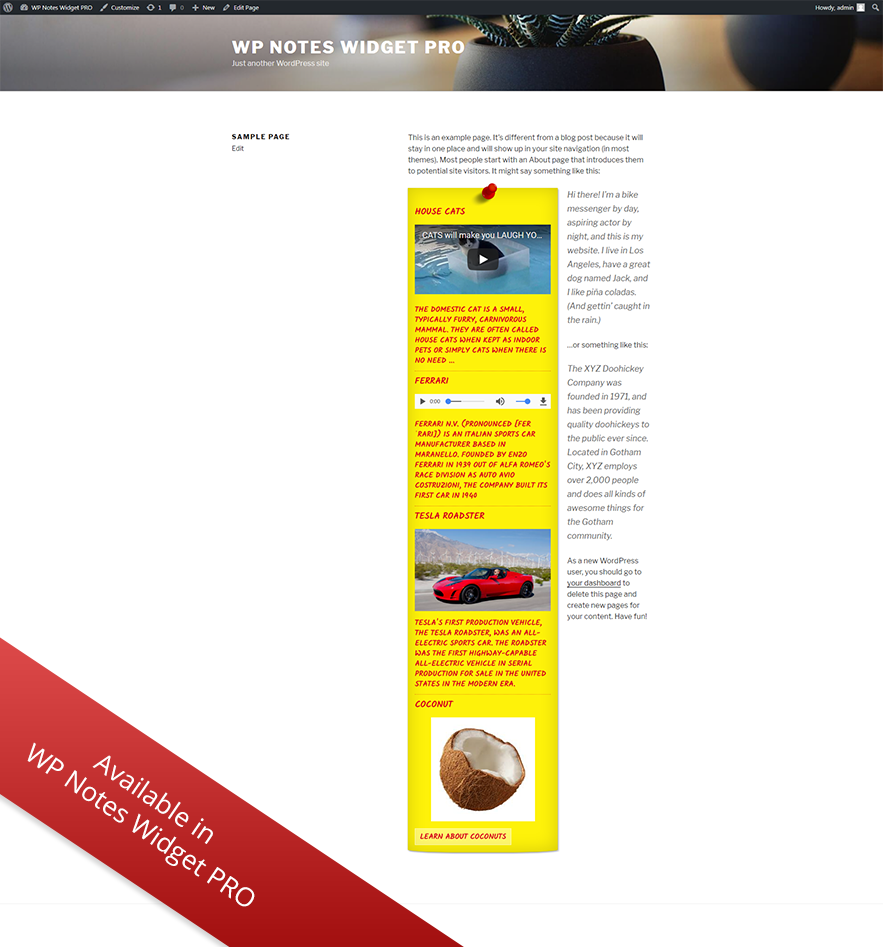 WP Notes Widget PRO Customize 1 0 New Edit Page Howdy, admin
WP NOTES WIDGET PRO
Just another WordPress site
SAMPLE PAGE
Edit
This is an example page. It's different from a blog post because it will
stay in one place and will show up in your site navigation (in most
themes). Most people start with an About page that introduces them
to potential site visitors. It might say something like this:
HOUSE CATS
CATS will make you LAUGH YO...
THE DOMESTIC CAT IS A SMALL,
TYPICALLY FURRY, CARNIVOROUS
MAMMAL. THEY ARE OFTEN CALLED
HOUSE CATS WHEN KEPT AS INDOOR
PETS OR SIMPLY CATS WHEN THERE IS
NO NEED ...
FERRARI
0:00
FERRARI N.V. (PRONOUNCED [FER
ˈRARI]) IS AN ITALIAN SPORTS CAR
MANUFACTURER BASED IN
MARANELLO. FOUNDED BY ENZO
FERRARI IN 1939 OUT OF ALFA ROMEO'S
RACE DIVISION AS AUTO AVIO
COSTRUZIONI, THE COMPANY BUILT ITS
FIRST CAR IN 1940
TESLA ROADSTER
TESLA'S FIRST PRODUCTION VEHICLE,
THE TESLA ROADSTER, WAS AN ALL-
ELECTRIC SPORTS CAR. THE ROADSTER
WAS THE FIRST HIGHWAY-CAPABLE
ALL-ELECTRIC VEHICLE IN SERIAL
PRODUCTION FOR SALE IN THE UNITED
STATES IN THE MODERN ERA.
COCONUT
LEARN ABOUT COCONUTS
Hi there! I'm a bike
messenger by day,
aspiring actor by
night, and this is my
website. I live in Los
Angeles, have a great
dog named Jack, and
I like piña coladas.
(And gettin' caught in
the rain.)
...or something like this:
The XYZ Doohickey
Company was
founded in 1971, and
has been providing
quality doohickeys to
the public ever since.
Located in Gotham
City, XYZ employs
over 2,000 people
and does all kinds of
awesome things for
the Gotham
community.
As a new WordPress
user, you should go to
your dashboard to
delete this page and
create new pages for
your content. Have fun!
Available in
WP Notes Widget PRO